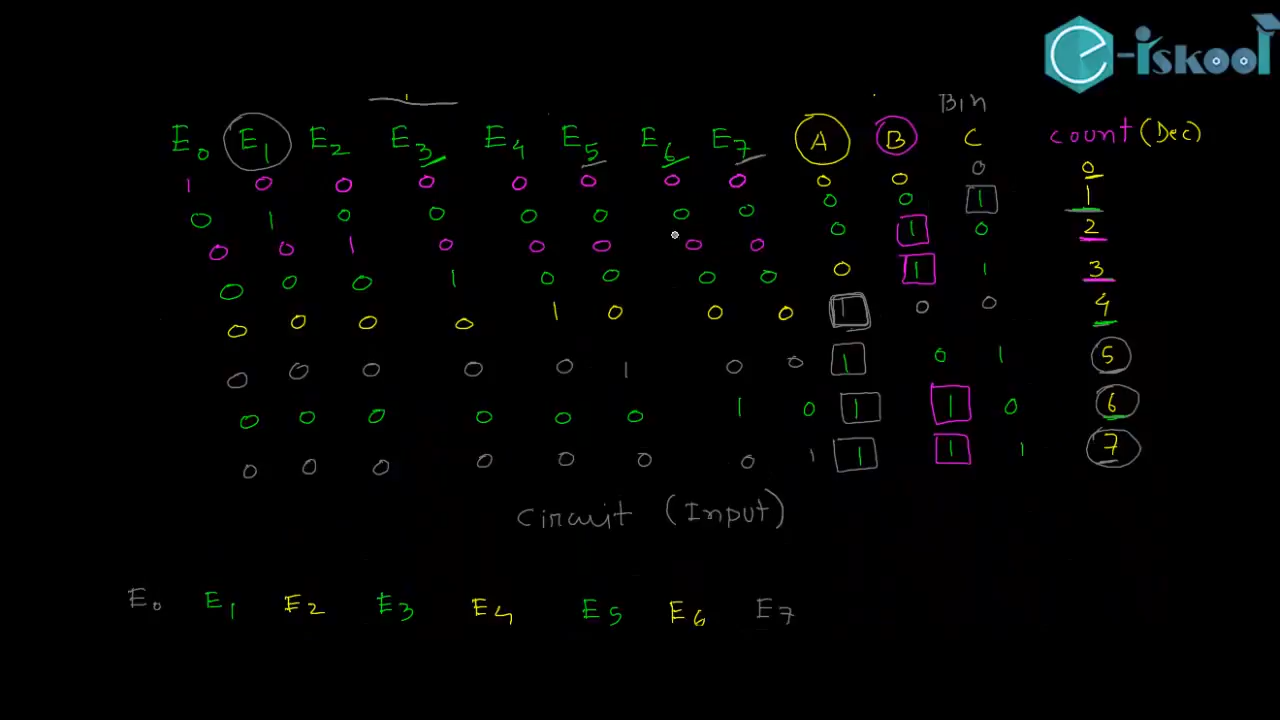 e-iskool
Bin
E0 E1 E2 E3 E4 E5 E6 E7 A B C count (Dec)
1 0 0 0 0 0 0 0 0 0 0 0
0 1 0 0 0 0 0 0 0 0 1 1
0 0 1 0 0 0 0 0 0 1 0 2
0 0 0 1 0 0 0 0 0 1 1 3
0 0 0 0 1 0 0 0 1 0 0 4
0 0 0 0 0 1 0 0 1 0 1 5
0 0 0 0 0 0 1 0 1 1 0 6
0 0 0 0 0 0 0 1 1 1 1 7
Circuit (Input)
E0 E1 E2 E3 E4 E5 E6 E7